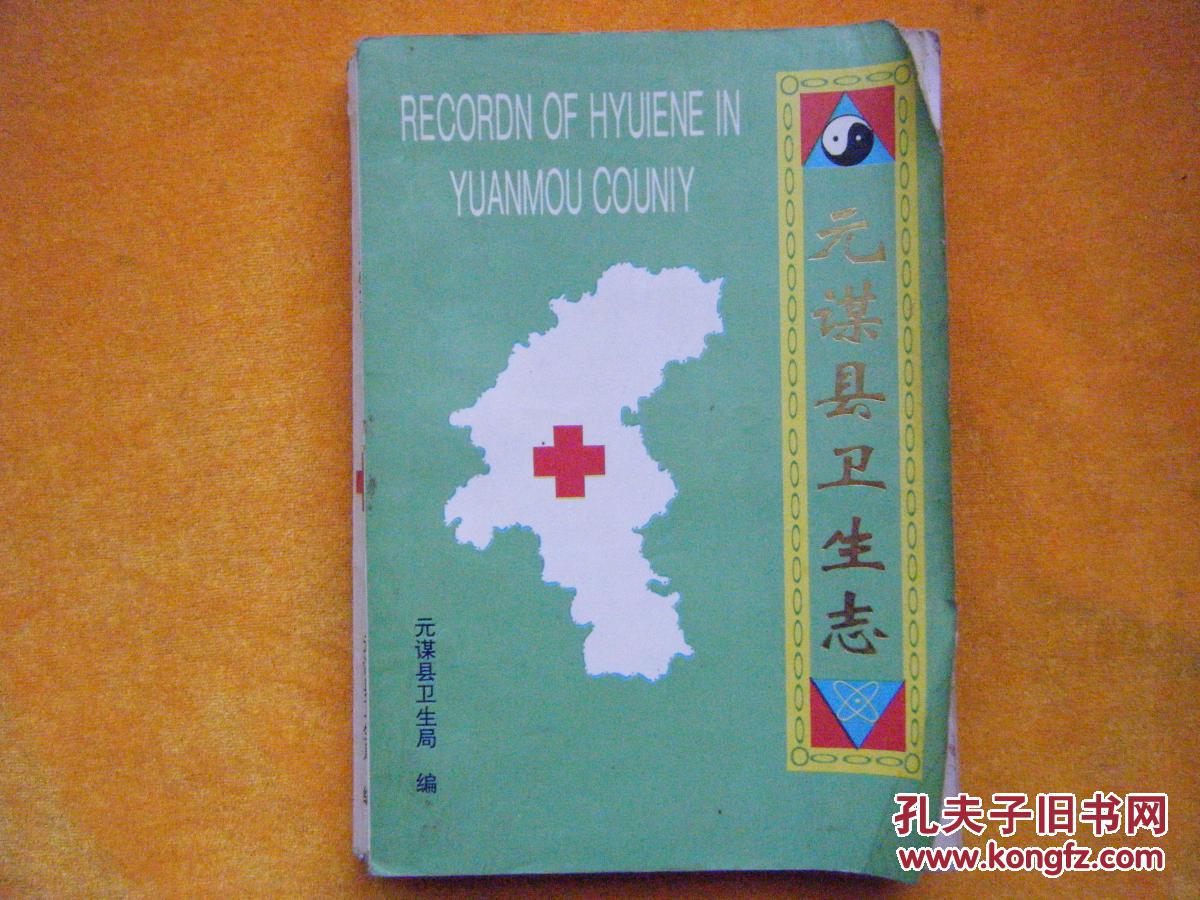 RECORDN OF HYUIENE IN
YUANMOU COUNIY
元谋县卫生志
元谋县卫生局 编
孔夫子旧书网
www.kongfz.com